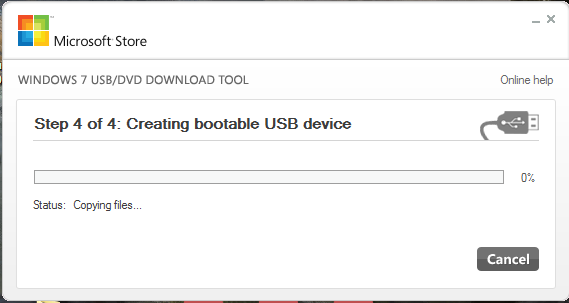 Microsoft Store
WINDOWS 7 USB/DVD DOWNLOAD TOOL
Online help
Step 4 of 4: Creating bootable USB device
0%
Status: Copying files...
Cancel